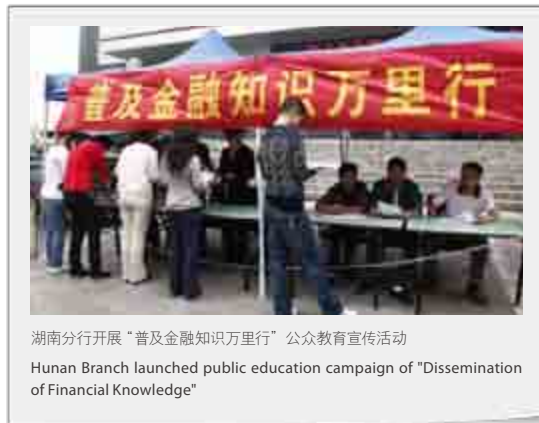 普及金融知识万里行
湖南分行开展“普及金融知识万里行”公众教育宣传活动
Hunan Branch launched public education campaign of "Dissemination
of Financial Knowledge"